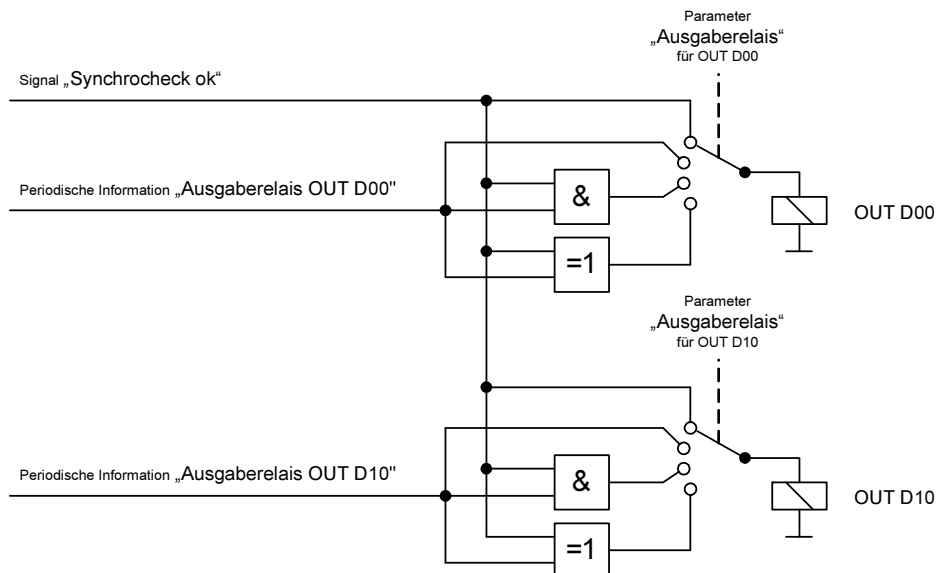 Parameter
„Ausgaberelais“
für OUT D00
Signal „Synchrocheck ok“
Periodische Information „Ausgaberelais OUT D00"
&
=1
OUT D00
Parameter
„Ausgaberelais“
für OUT D10
Periodische Information „Ausgaberelais OUT D10"
&
=1
OUT D10